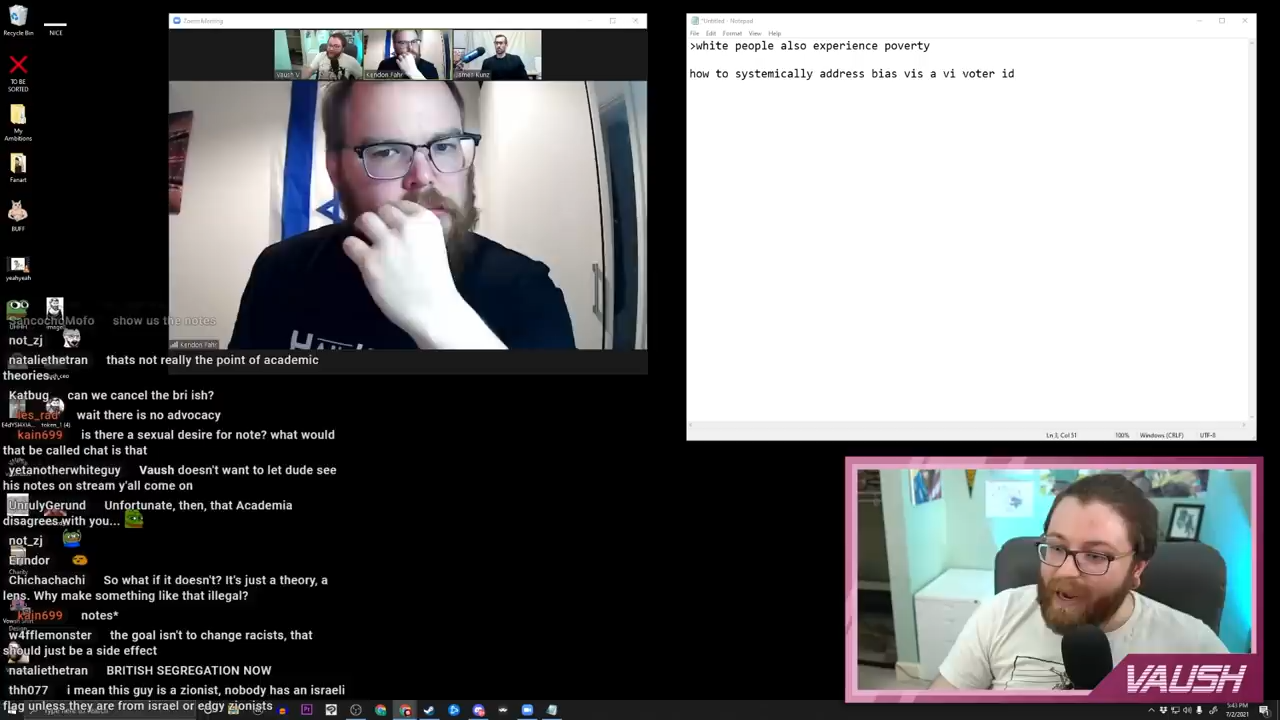 Recycle Bin
NICE
TO BE
SORTED
My
Ambitions
Fanart
BUFF
yeahyeah
Zoom Meeting
Vaush V
Kendon Fahr
James Kunz
Kendon Fahr
*Untitled - Notepad
File Edit Format View Help
>white people also experience poverty
how to systemically address bias vis a vi voter id
Ln 3, Col 51 100% Windows (CRLF) UTF-8
SancochoMofo show us the notes
not_zj
nataliethetran thats not really the point of academic
theories...
Katbug_ can we cancel the bri ish?
les_rad wait there is no advocacy
kain699 is there a sexual desire for note? what would
that be called chat is that
yetanotherwhiteguy Vaush doesn't want to let dude see
his notes on stream y'all come on
UnrulyGerund Unfortunate, then, that Academia
disagrees with you...
not_zj
Errndor
Charity
Chichachachi So what if it doesn't? It's just a theory, a
lens. Why make something like that illegal?
kain699 notes*
w4fflemonster the goal isn't to change racists, that
should just be a side effect
nataliethetran BRITISH SEGREGATION NOW
thh077 i mean this guy is a zionist, nobody has an israeli
flag unless they are from israel or edgy zionists
VAUSH
5:43 PM
7/2/2021